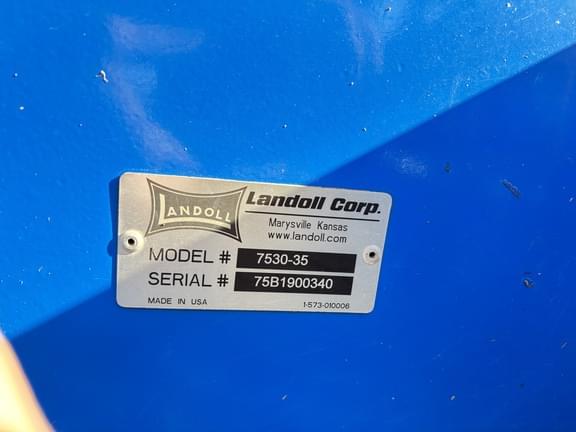 LANDOLL
Landoll Corp.
Marysville Kansas
www.landoll.com
MODEL # 7530-35
SERIAL # 75B1900340
MADE IN USA 1-573-010006